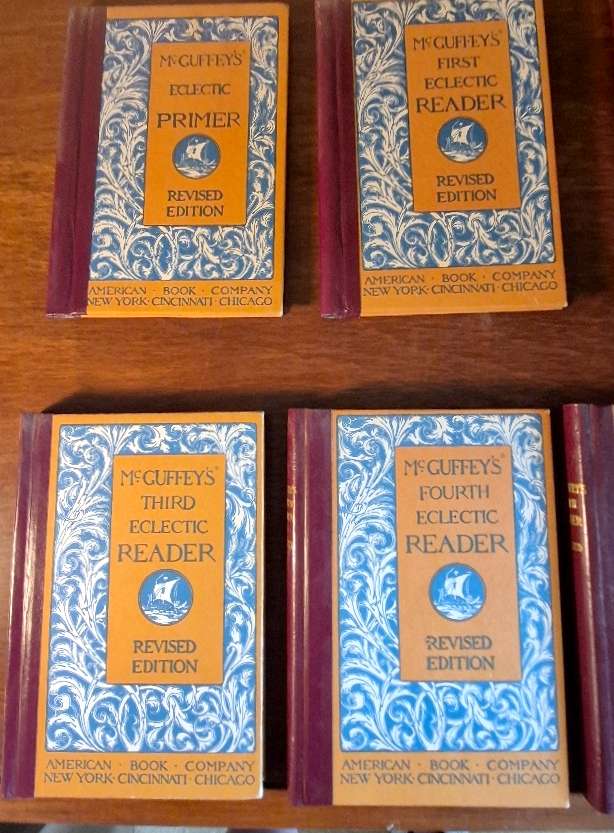 McGUFFEY'S®
ECLECTIC
PRIMER
REVISED
EDITION
AMERICAN · BOOK · COMPANY
NEW YORK · CINCINNATI · CHICAGO
McGUFFEY'S®
FIRST
ECLECTIC
READER
REVISED
EDITION
AMERICAN · BOOK · COMPANY
NEW YORK · CINCINNATI · CHICAGO
McGUFFEY'S®
THIRD
ECLECTIC
READER
REVISED
EDITION
AMERICAN · BOOK · COMPANY
NEW YORK · CINCINNATI · CHICAGO
McGUFFEY'S®
FOURTH
ECLECTIC
READER
REVISED
EDITION
AMERICAN · BOOK · COMPANY
NEW YORK · CINCINNATI · CHICAGO